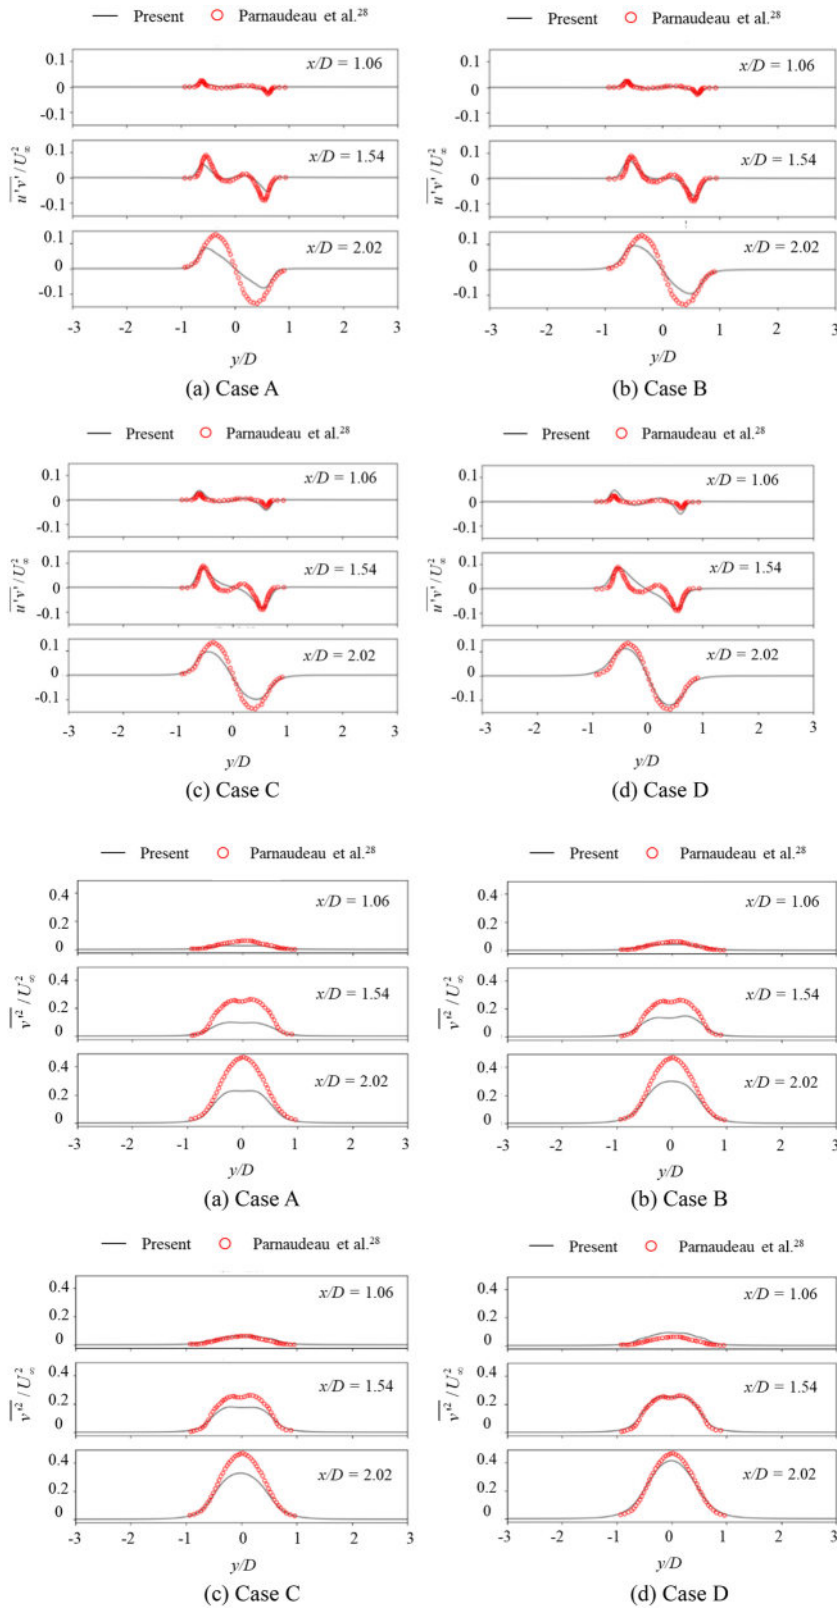 Present Parnaudeau et al.28 Present Parnaudeau et al.28
0.1 x/D = 1.06 0.1 x/D = 1.06
0 0
-0.1 -0.1
0.1 x/D = 1.54 0.1 x/D = 1.54
0 0
-0.1 -0.1
u'v'/U∞2 u'v'/U∞2
0.1 x/D = 2.02 0.1 x/D = 2.02
0 0
-0.1 -0.1
-3 -2 -1 0 1 2 3 -3 -2 -1 0 1 2 3
y/D y/D
(a) Case A (b) Case B
Present Parnaudeau et al.28 Present Parnaudeau et al.28
0.1 x/D = 1.06 0.1 x/D = 1.06
0 0
-0.1 -0.1
0.1 x/D = 1.54 0.1 x/D = 1.54
0 0
-0.1 -0.1
u'v'/U∞2 u'v'/U∞2
0.1 x/D = 2.02 0.1 x/D = 2.02
0 0
-0.1 -0.1
-3 -2 -1 0 1 2 3 -3 -2 -1 0 1 2 3
y/D y/D
(c) Case C (d) Case D
Present Parnaudeau et al.28 Present Parnaudeau et al.28
0.4 x/D = 1.06 0.4 x/D = 1.06
0.2 0.2
0 0
0.4 x/D = 1.54 0.4 x/D = 1.54
0.2 0.2
0 0
v'2/U∞2 v'2/U∞2
0.4 x/D = 2.02 0.4 x/D = 2.02
0.2 0.2
0 0
-3 -2 -1 0 1 2 3 -3 -2 -1 0 1 2 3
y/D y/D
(a) Case A (b) Case B
Present Parnaudeau et al.28 Present Parnaudeau et al.28
0.4 x/D = 1.06 0.4 x/D = 1.06
0.2 0.2
0 0
0.4 x/D = 1.54 0.4 x/D = 1.54
0.2 0.2
0 0
v'2/U∞2 v'2/U∞2
0.4 x/D = 2.02 0.4 x/D = 2.02
0.2 0.2
0 0
-3 -2 -1 0 1 2 3 -3 -2 -1 0 1 2 3
y/D y/D
(c) Case C (d) Case D